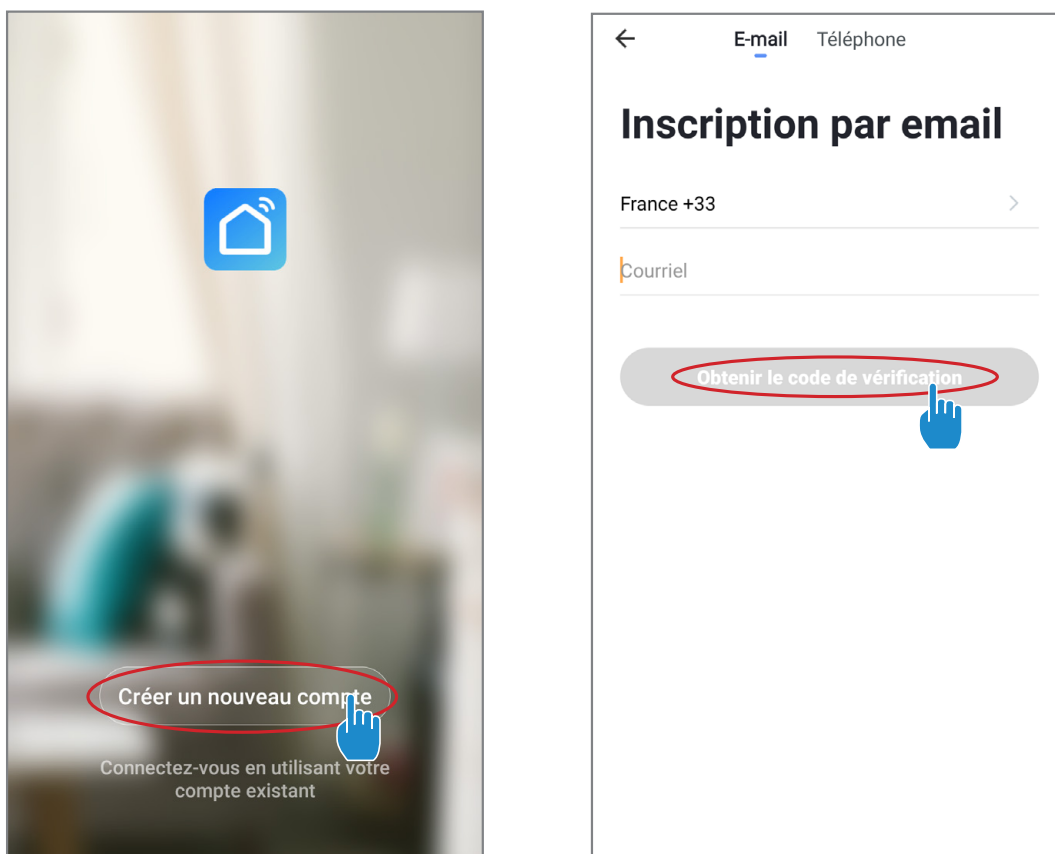 Créer un nouveau compte
Connectez-vous en utilisant votre
compte existant
E-mail Téléphone
Inscription par email
France +33
Courriel
Obtenir le code de vérification